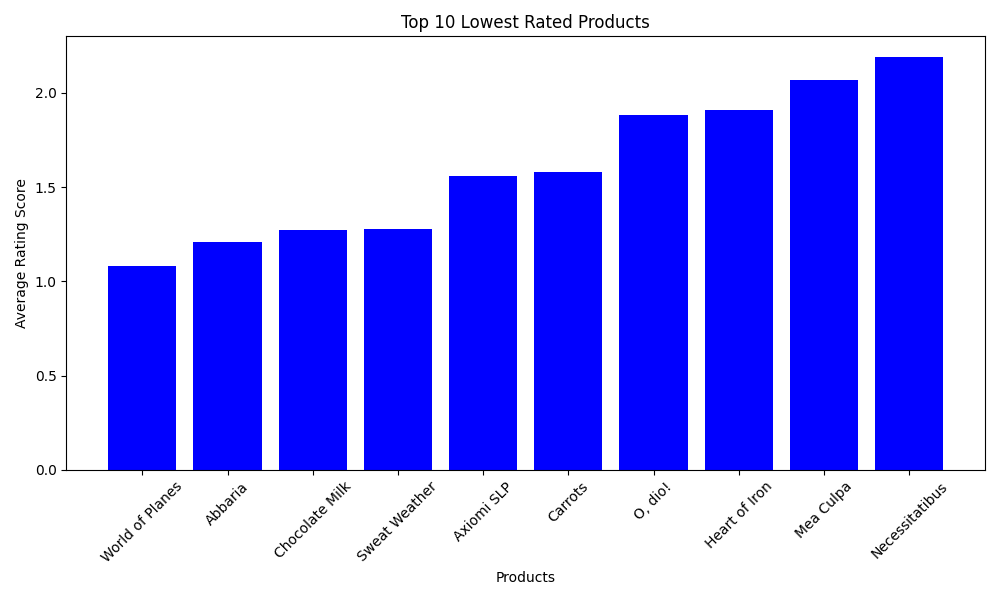 Top 10 Lowest Rated Products
Average Rating Score
2.0
1.5
1.0
0.5
0.0
World of Planes
Abbaria
Chocolate Milk
Sweat Weather
Axiomi SLP
Carrots
O, dio!
Heart of Iron
Mea Culpa
Necessitatibus
Products